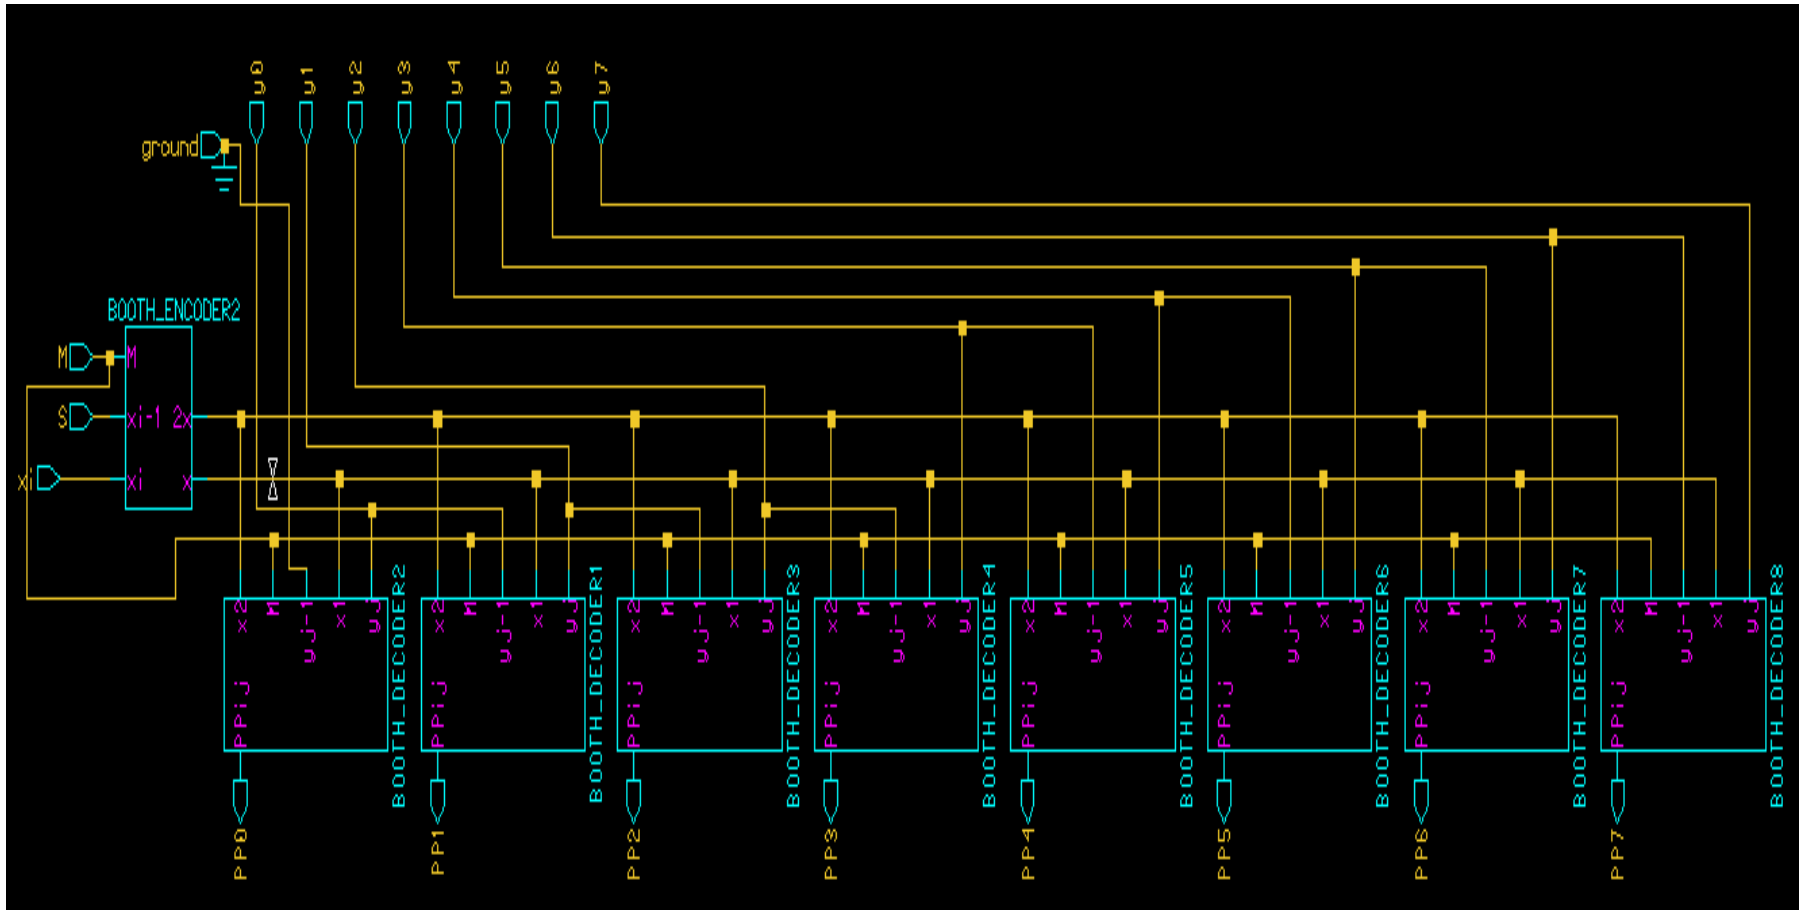 y0 y1 y2 y3 y4 y5 y6 y7
ground
BOOTH_ENCODER2
M M
S xi-1 2x
xi xi x
x2 M yj-1 x1 yj PPij BOOTH_DECODER2
x2 M yj-1 x1 yj PPij BOOTH_DECODER1
x2 M yj-1 x1 yj PPij BOOTH_DECODER3
x2 M yj-1 x1 yj PPij BOOTH_DECODER4
x2 M yj-1 x1 yj PPij BOOTH_DECODER5
x2 M yj-1 x1 yj PPij BOOTH_DECODER6
x2 M yj-1 x1 yj PPij BOOTH_DECODER7
x2 M yj-1 x1 yj PPij BOOTH_DECODER8
PP0 PP1 PP2 PP3 PP4 PP5 PP6 PP7